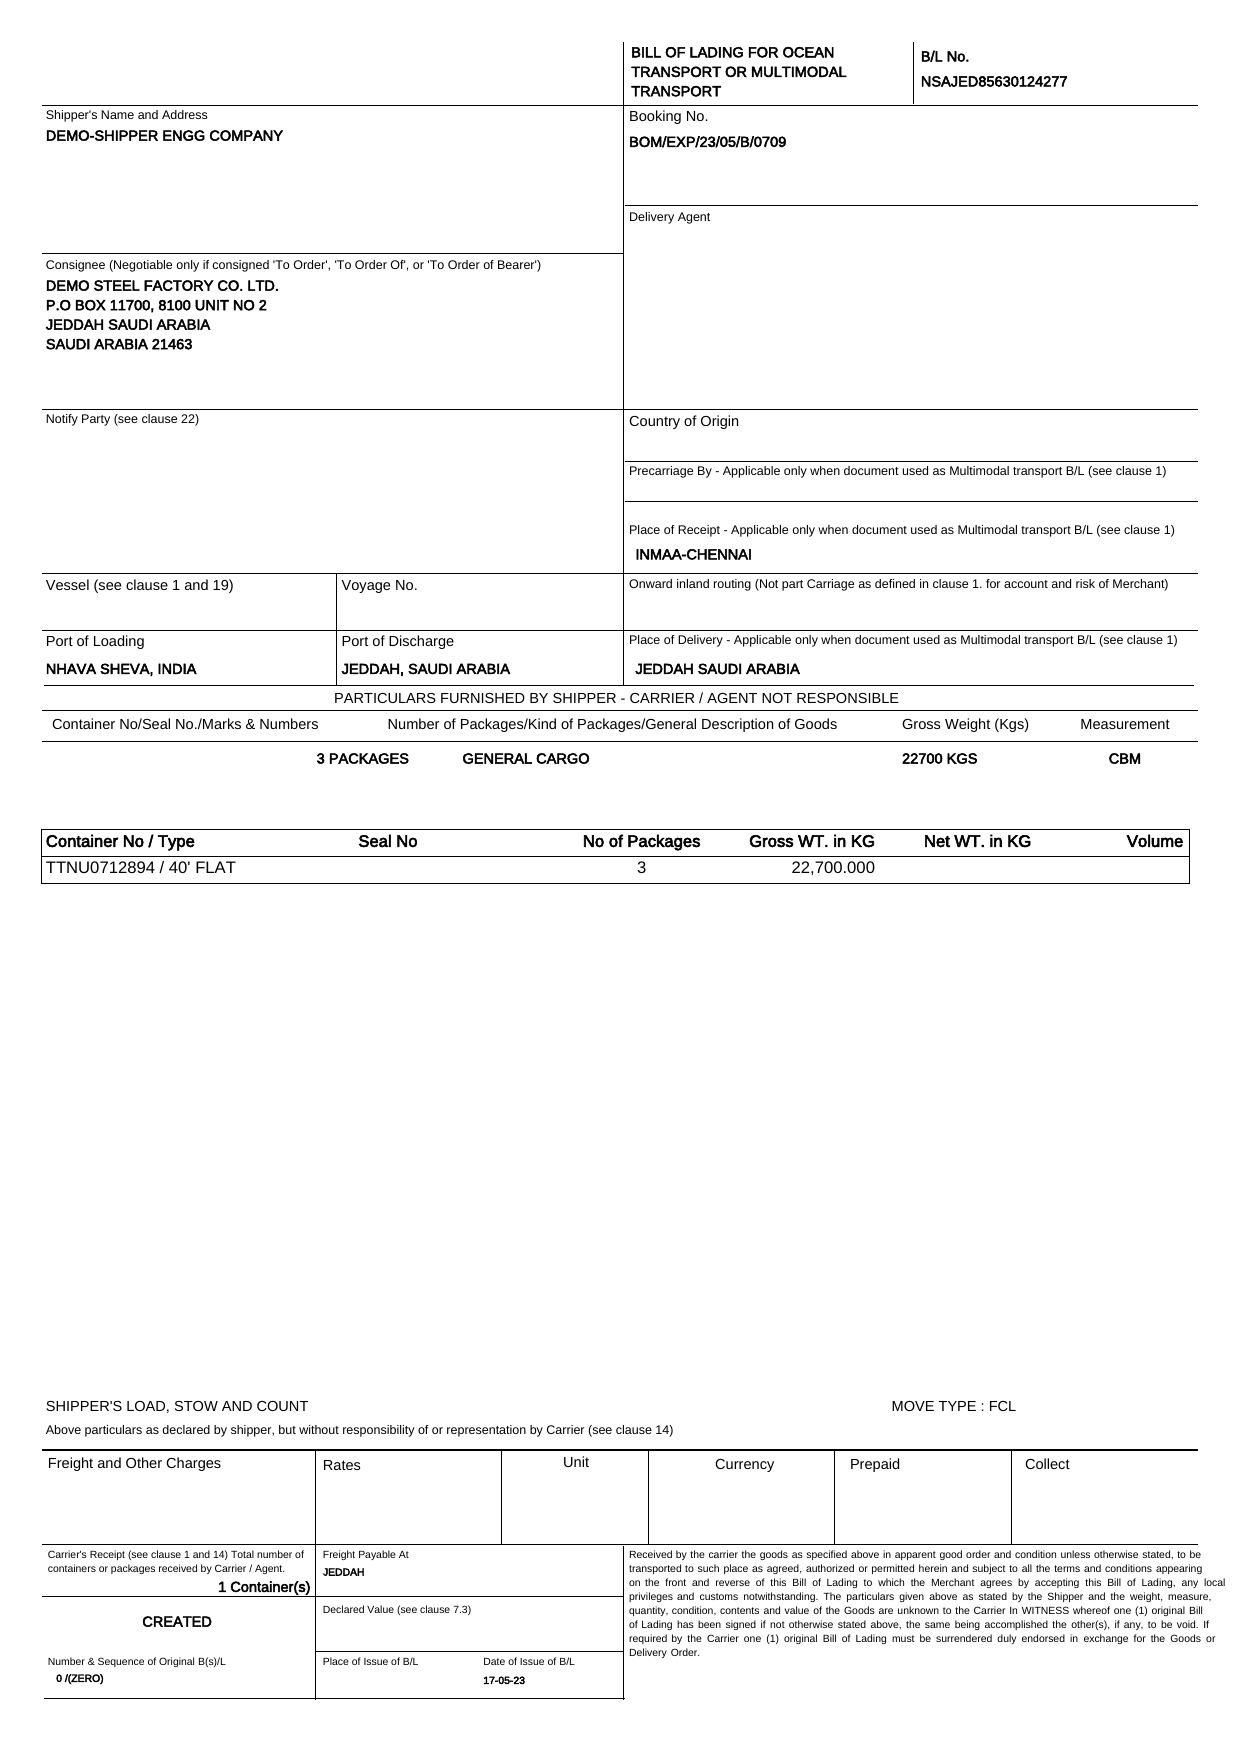 BILL OF LADING FOR OCEAN
TRANSPORT OR MULTIMODAL
TRANSPORT
B/L No.
NSAJED85630124277
Shipper's Name and Address
DEMO-SHIPPER ENGG COMPANY
Booking No.
BOM/EXP/23/05/B/0709
Delivery Agent
Consignee (Negotiable only if consigned 'To Order', 'To Order Of', or 'To Order of Bearer')
DEMO STEEL FACTORY CO. LTD.
P.O BOX 11700, 8100 UNIT NO 2
JEDDAH SAUDI ARABIA
SAUDI ARABIA 21463
Notify Party (see clause 22)
Country of Origin
Precarriage By - Applicable only when document used as Multimodal transport B/L (see clause 1)
Place of Receipt - Applicable only when document used as Multimodal transport B/L (see clause 1)
INMAA-CHENNAI
Vessel (see clause 1 and 19)
Voyage No.
Onward inland routing (Not part Carriage as defined in clause 1. for account and risk of Merchant)
Port of Loading
NHAVA SHEVA, INDIA
Port of Discharge
JEDDAH, SAUDI ARABIA
Place of Delivery - Applicable only when document used as Multimodal transport B/L (see clause 1)
JEDDAH SAUDI ARABIA
PARTICULARS FURNISHED BY SHIPPER - CARRIER / AGENT NOT RESPONSIBLE
Container No/Seal No./Marks & Numbers Number of Packages/Kind of Packages/General Description of Goods Gross Weight (Kgs) Measurement
3 PACKAGES GENERAL CARGO 22700 KGS CBM
Container No / Type Seal No No of Packages Gross WT. in KG Net WT. in KG Volume
TTNU0712894 / 40' FLAT 3 22,700.000
SHIPPER'S LOAD, STOW AND COUNT MOVE TYPE : FCL
Above particulars as declared by shipper, but without responsibility of or representation by Carrier (see clause 14)
Freight and Other Charges Rates Unit Currency Prepaid Collect
Carrier's Receipt (see clause 1 and 14) Total number of
containers or packages received by Carrier / Agent.
1 Container(s)
CREATED
Number & Sequence of Original B(s)/L
0 /(ZERO)
Freight Payable At
JEDDAH
Declared Value (see clause 7.3)
Place of Issue of B/L
Date of Issue of B/L
17-05-23
Received by the carrier the goods as specified above in apparent good order and condition unless otherwise stated, to be
transported to such place as agreed, authorized or permitted herein and subject to all the terms and conditions appearing
on the front and reverse of this Bill of Lading to which the Merchant agrees by accepting this Bill of Lading, any local
privileges and customs notwithstanding. The particulars given above as stated by the Shipper and the weight, measure,
quantity, condition, contents and value of the Goods are unknown to the Carrier In WITNESS whereof one (1) original Bill
of Lading has been signed if not otherwise stated above, the same being accomplished the other(s), if any, to be void. If
required by the Carrier one (1) original Bill of Lading must be surrendered duly endorsed in exchange for the Goods or
Delivery Order.